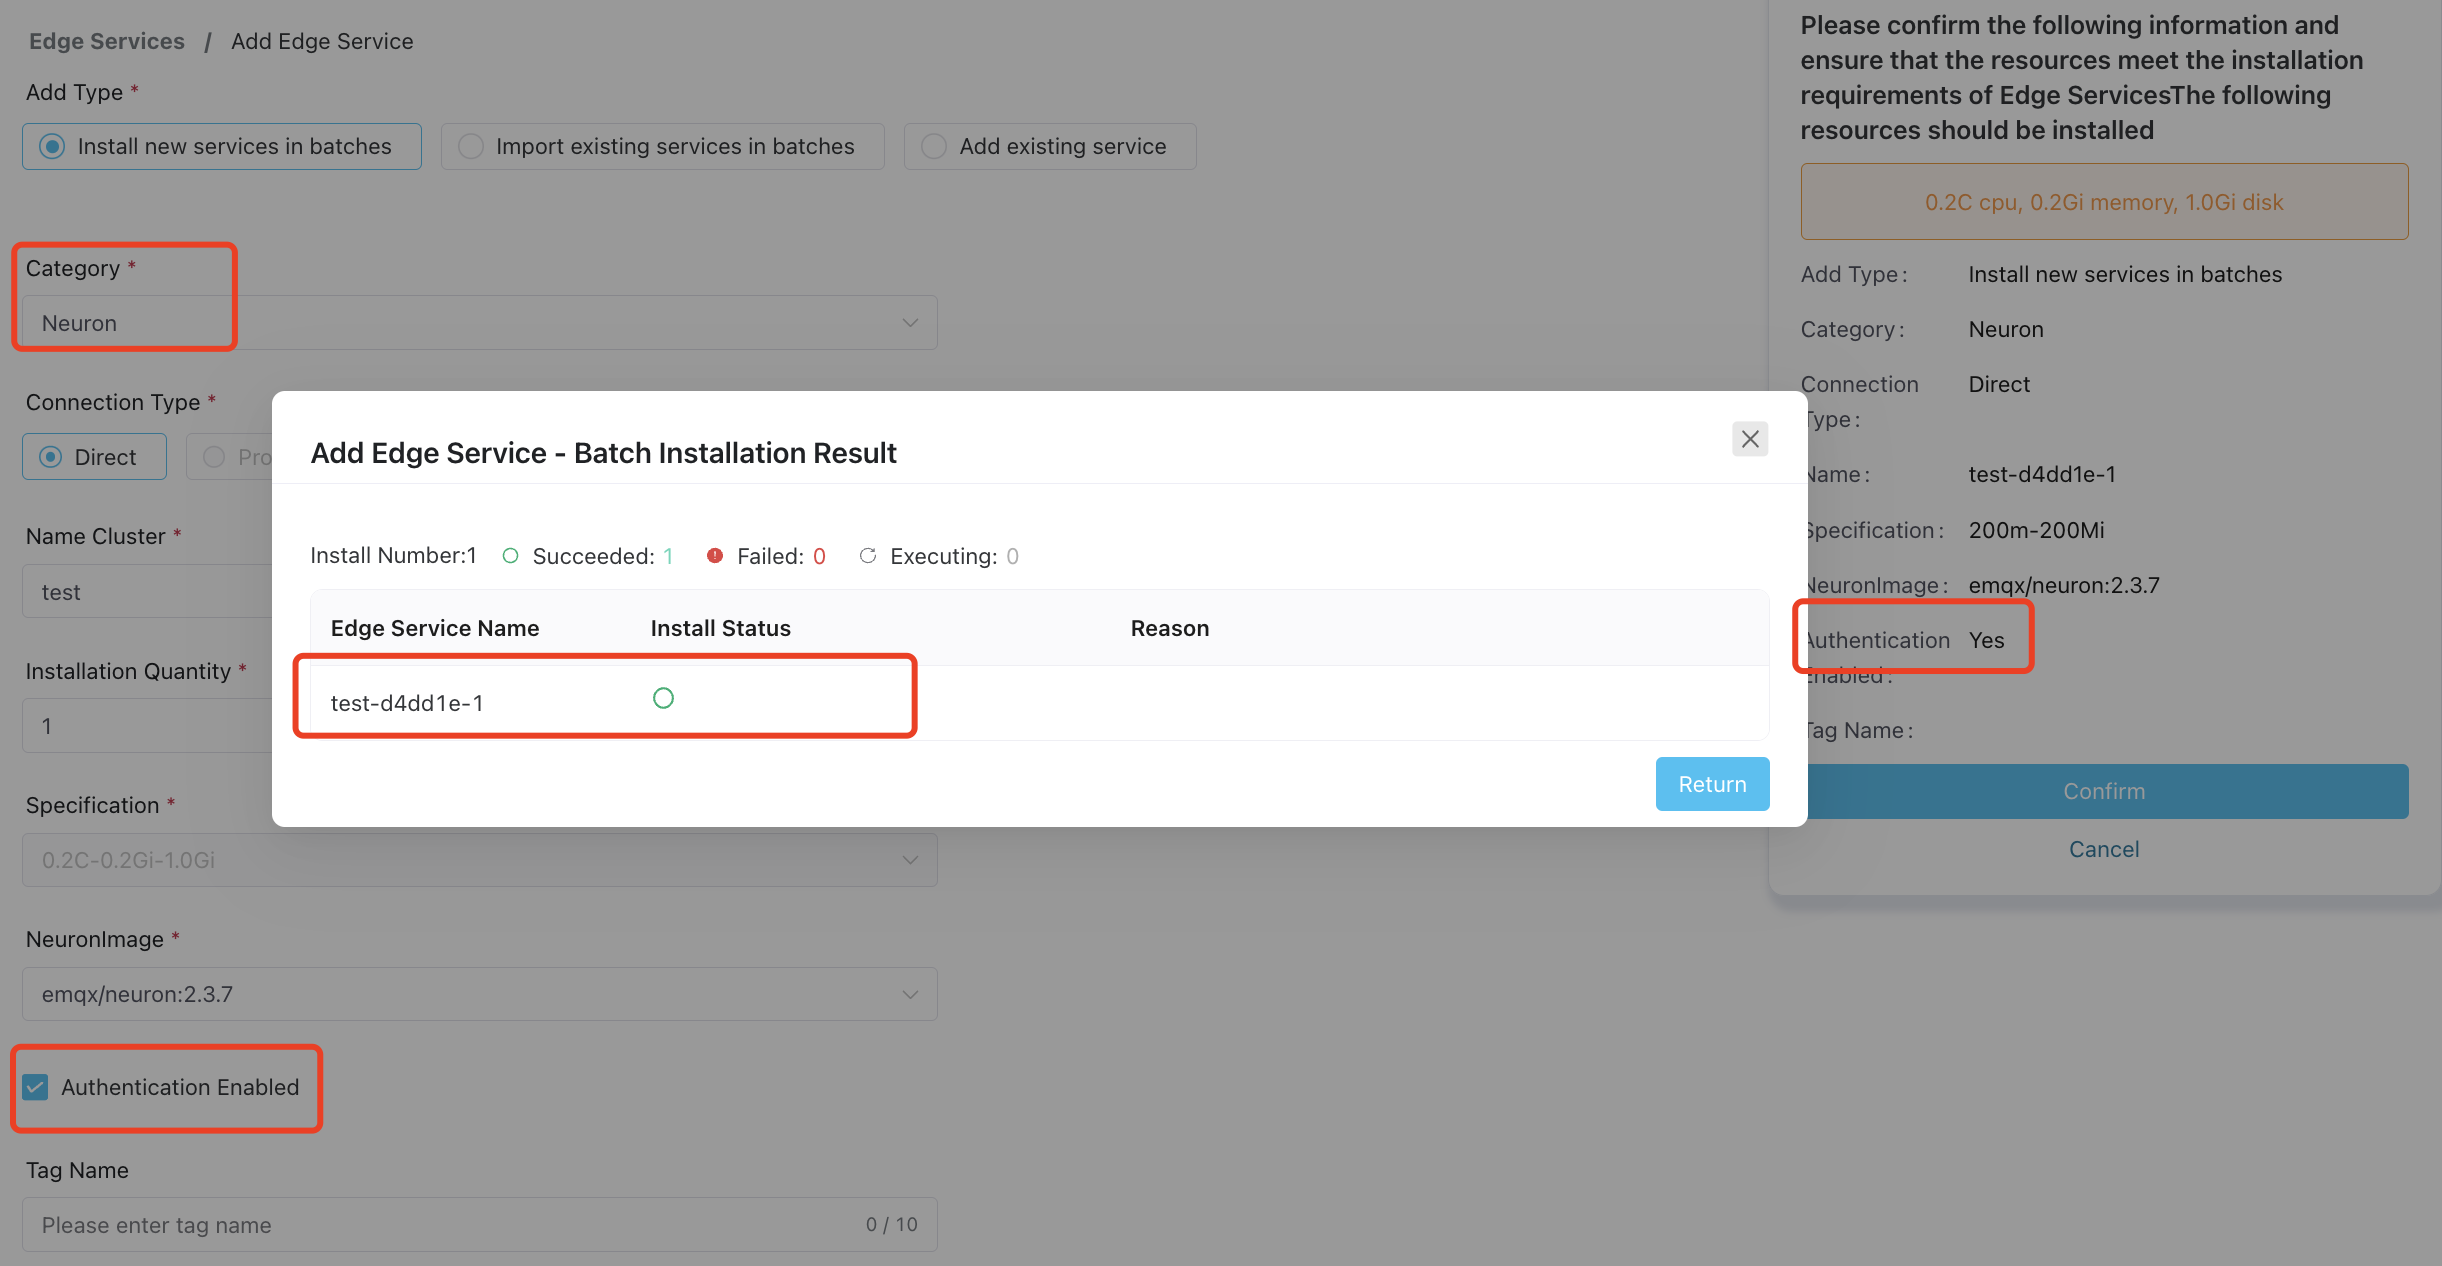 Edge Services / Add Edge Service
Add Type *
Install new services in batches
Import existing services in batches
Add existing service
Category *
Neuron
Connection Type *
Direct
Pro
Name Cluster *
test
Installation Quantity *
1
Specification *
0.2C-0.2Gi-1.0Gi
NeuronImage *
emqx/neuron:2.3.7
Authentication Enabled
Tag Name
Please enter tag name
0 / 10
Add Edge Service - Batch Installation Result
Install Number:1 Succeeded: 1 Failed: 0 Executing: 0
Edge Service Name Install Status Reason
test-d4dd1e-1
Return
Please confirm the following information and
ensure that the resources meet the installation
requirements of Edge ServicesThe following
resources should be installed
0.2C cpu, 0.2Gi memory, 1.0Gi disk
Add Type: Install new services in batches
Category: Neuron
Connection Direct
Type:
Name: test-d4dd1e-1
Specification: 200m-200Mi
NeuronImage: emqx/neuron:2.3.7
Authentication Yes
Enabled:
Tag Name:
Confirm
Cancel